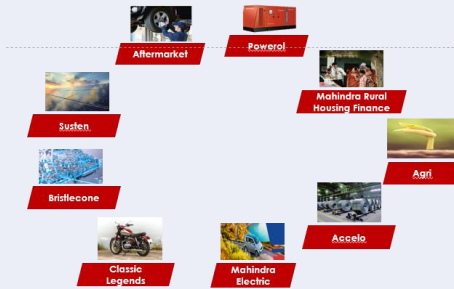 Aftermarket
Powerol
Mahindra Rural
Housing Finance
Susten
Agri
Bristlecone
Accelo
Classic
Legends
Mahindra
Electric